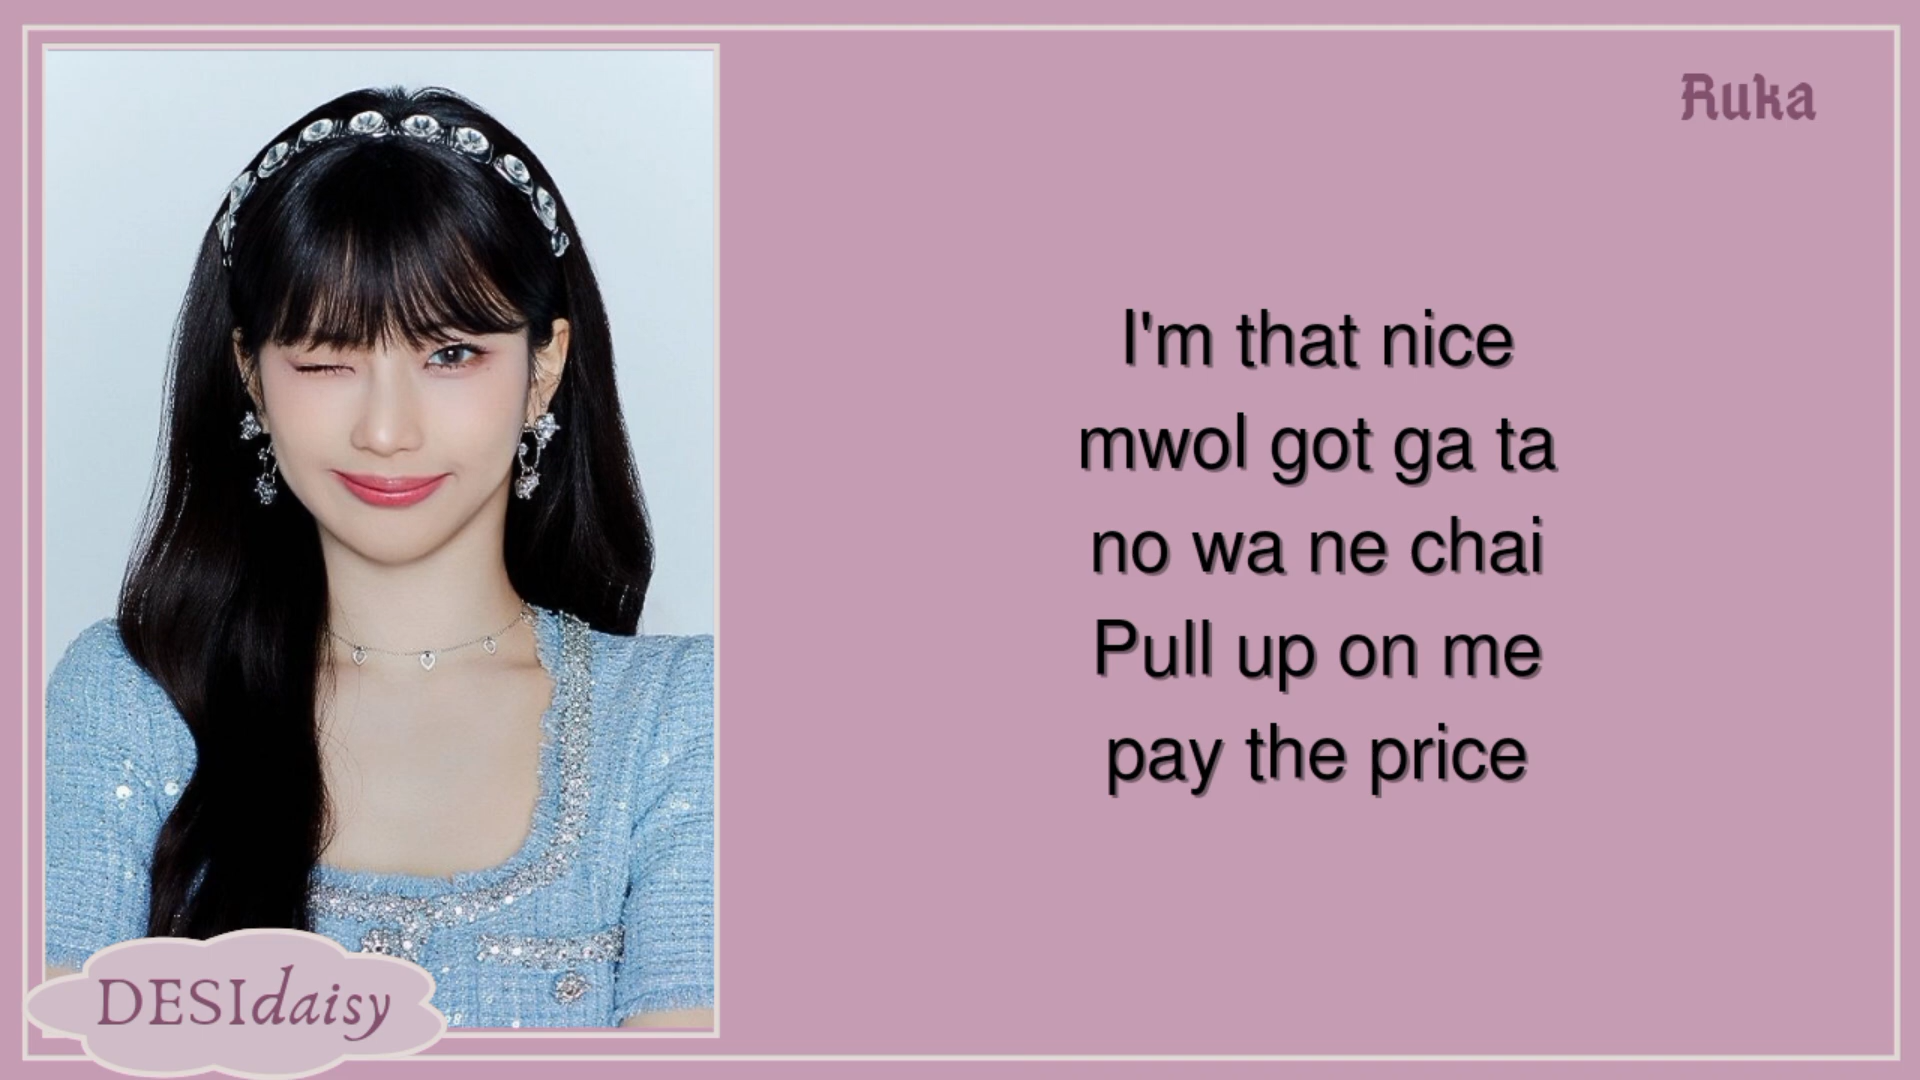 Ruka
I'm that nice
mwol got ga ta
no wa ne chai
Pull up on me
pay the price
DESIdaisy